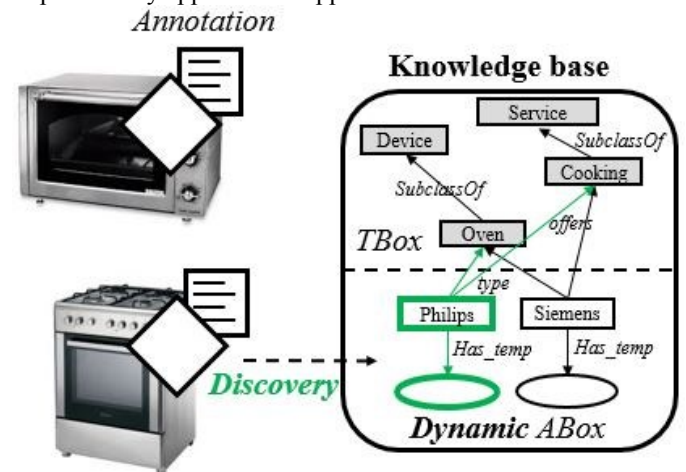 Annotation
Knowledge base
Service
Device
SubclassOf
Cooking
SubclassOf
Oven
offers
TBox
type
Philips
Siemens
Has_temp
Has_temp
Discovery
Dynamic ABox